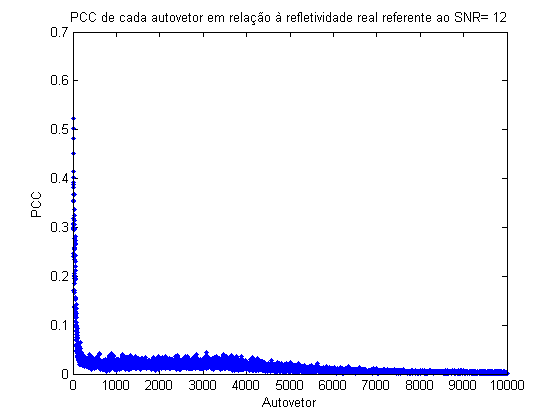 PCC de cada autovetor em relação à refletividade real referente ao SNR= 12
0.7
0.6
0.5
0.4
0.3
0.2
0.1
0
PCC
0 1000 2000 3000 4000 5000 6000 7000 8000 9000 10000
Autovetor